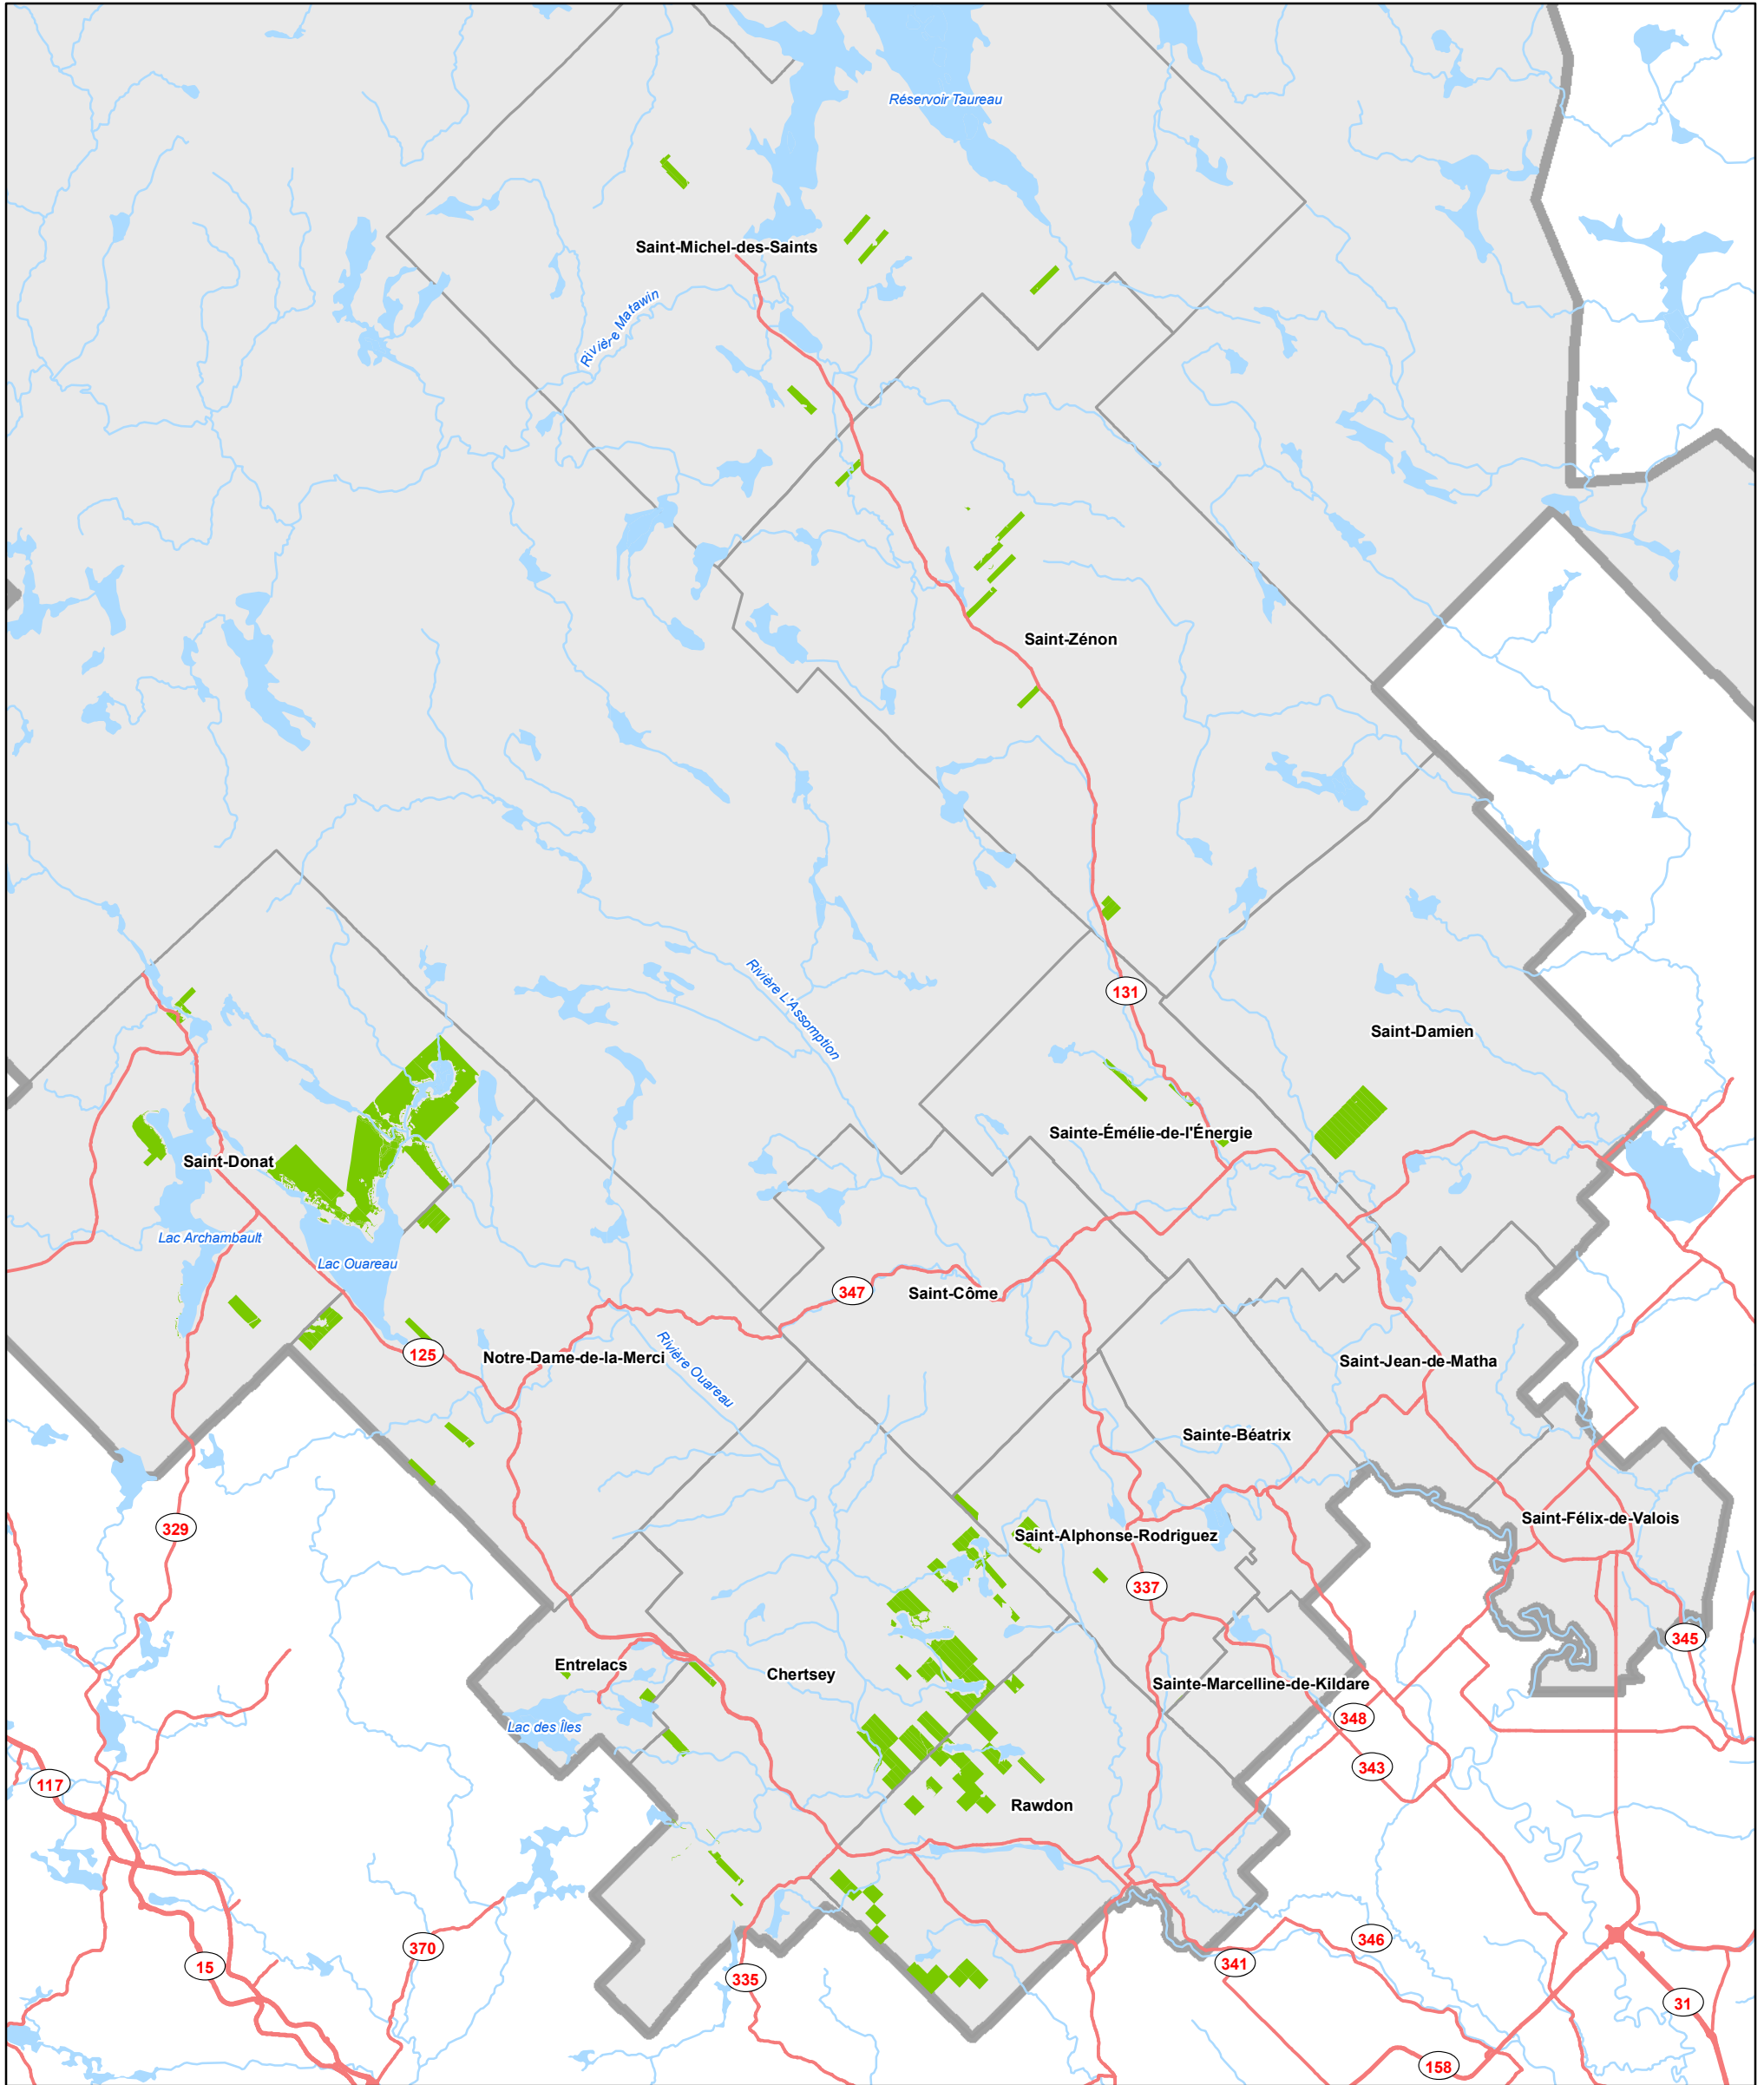 Réservoir Taureau
Saint-Michel-des-Saints
Rivière Matawin
Saint-Zénon
Rivière L'Assomption
131
Saint-Damien
Sainte-Émélie-de-l'Énergie
Saint-Donat
Lac Archambault
Lac Ouareau
347
Saint-Côme
125
Notre-Dame-de-la-Merci
Rivière Ouareau
Saint-Jean-de-Matha
Sainte-Béatrix
329
Saint-Alphonse-Rodriguez
Saint-Félix-de-Valois
337
345
Entrelacs
Chertsey
Sainte-Marcelline-de-Kildare
Lac des Îles
348
117
343
Rawdon
370
346
15
335
341
31
158